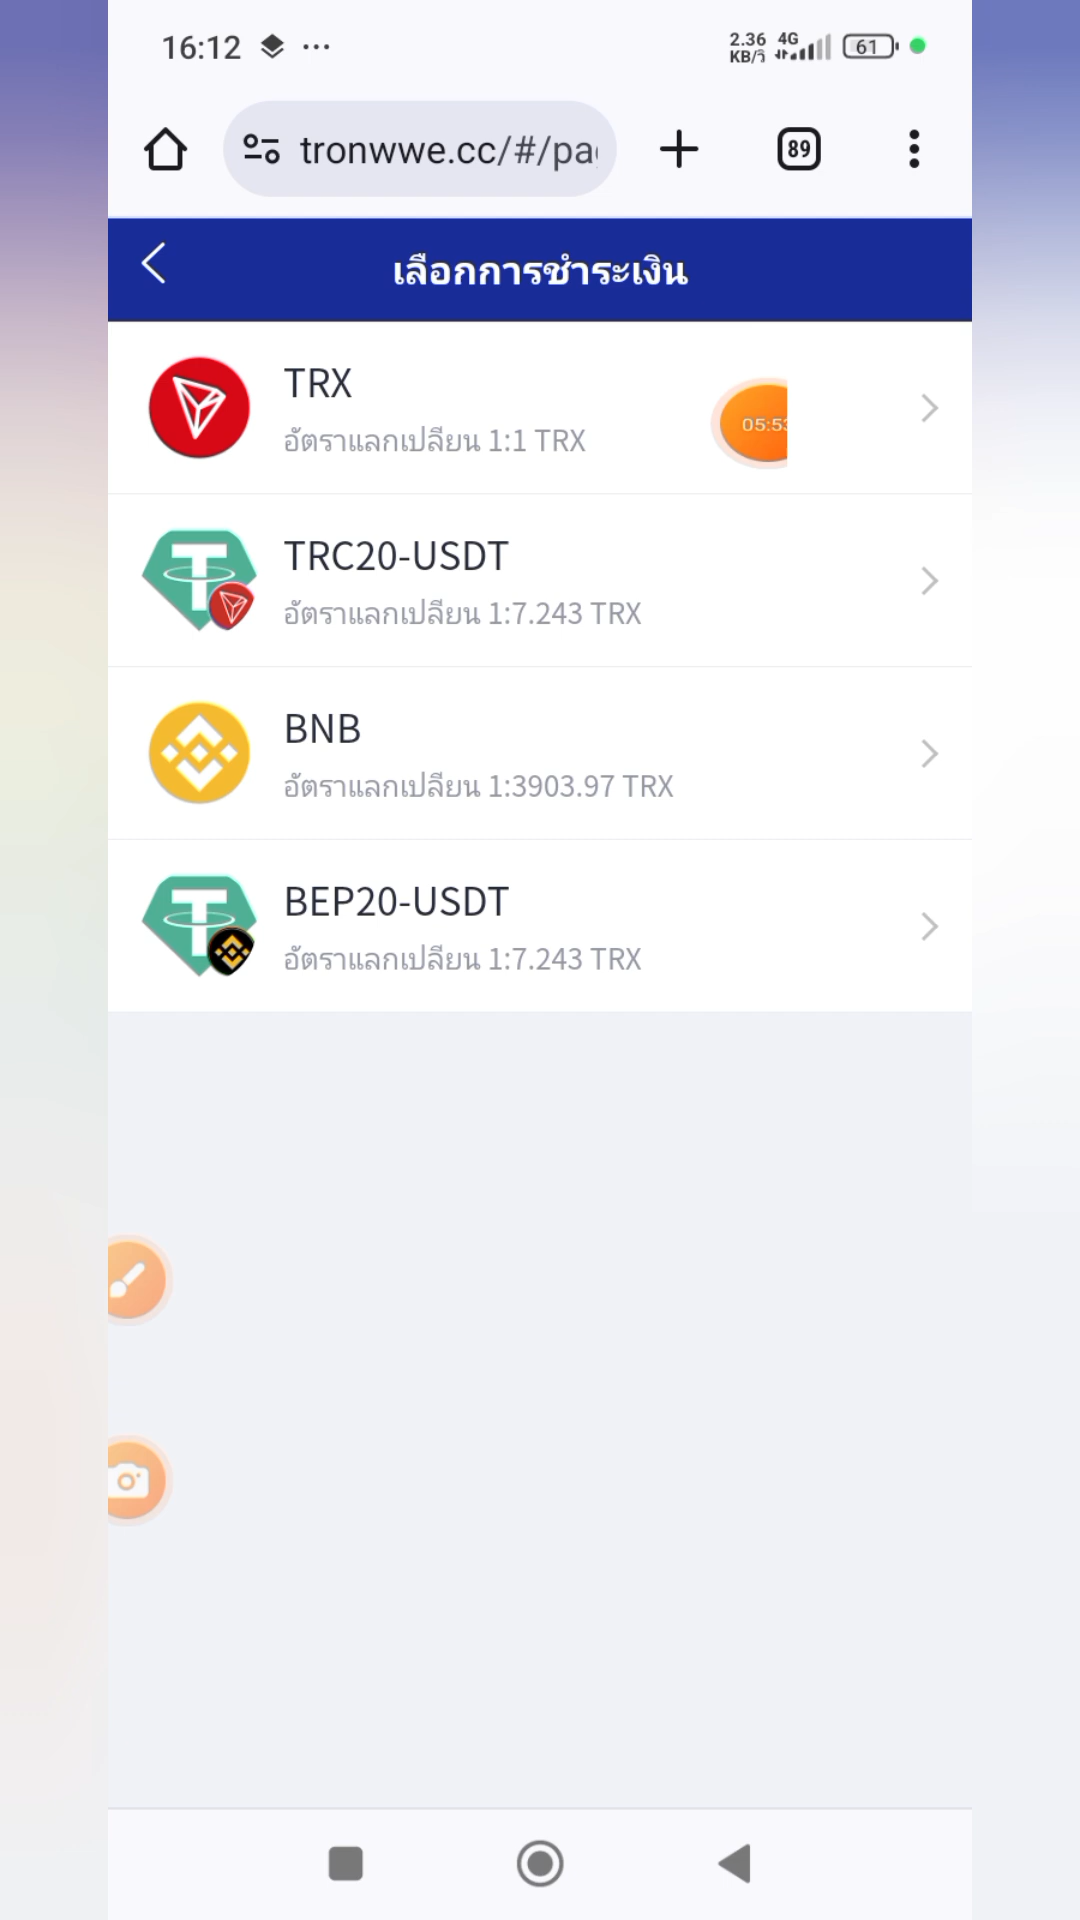 16:12
2.36 KB/วิ
4G
61
tronwwe.cc/#/pa
89
เลือกการชำระเงิน
TRX
อัตราแลกเปลี่ยน 1:1 TRX
05:53
TRC20-USDT
อัตราแลกเปลี่ยน 1:7.243 TRX
BNB
อัตราแลกเปลี่ยน 1:3903.97 TRX
BEP20-USDT
อัตราแลกเปลี่ยน 1:7.243 TRX